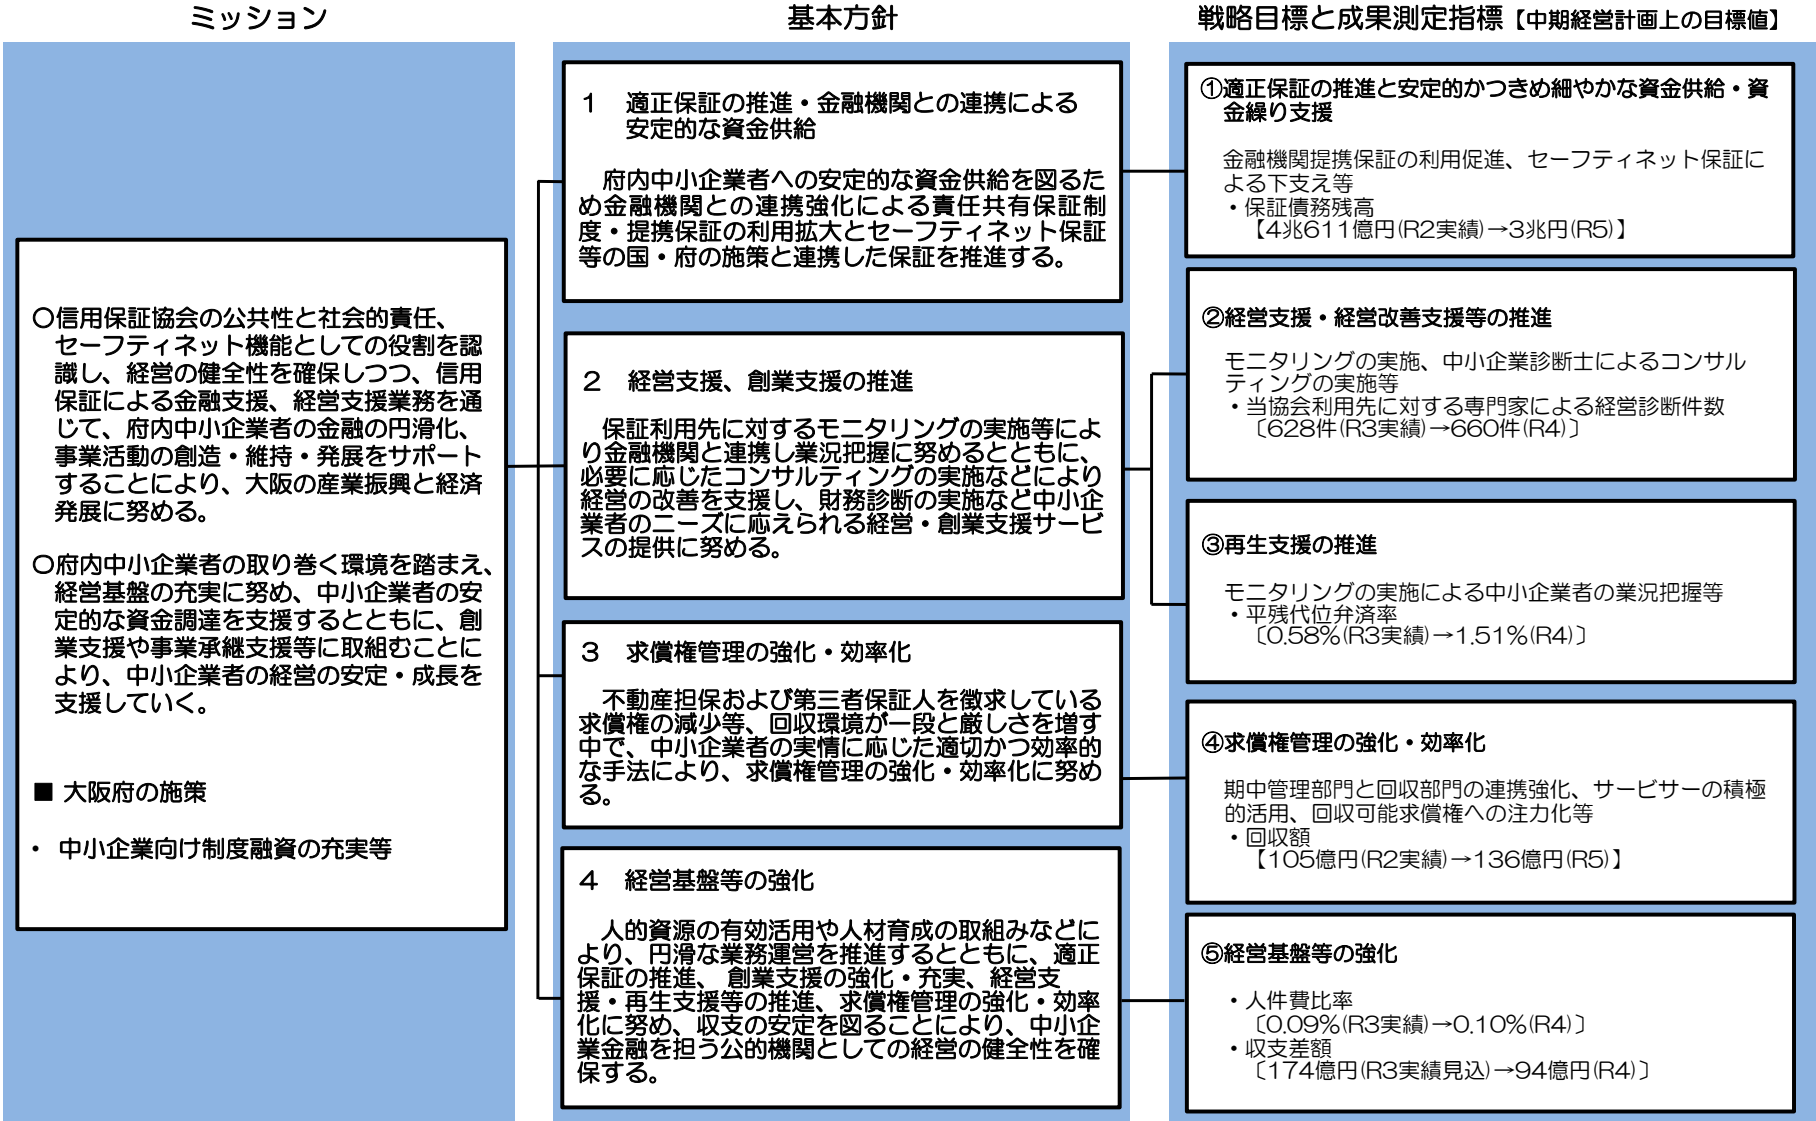 ミッション
〇信用保証協会の公共性と社会的責任、
セーフティネット機能としての役割を認
識し、経営の健全性を確保しつつ、信用
保証による金融支援、経営支援業務を通
じて、府内中小企業者の金融の円滑化、
事業活動の創造・維持・発展をサポート
することにより、大阪の産業振興と経済
発展に努める。
〇府内中小企業者の取り巻く環境を踏まえ、
経営基盤の充実に努め、中小企業者の安
定的な資金調達を支援するとともに、創
業支援や事業承継支援等に取組むことに
より、中小企業者の経営の安定・成長を
支援していく。
■ 大阪府の施策
・ 中小企業向け制度融資の充実等
基本方針
1 適正保証の推進・金融機関との連携による
安定的な資金供給
府内中小企業者への安定的な資金供給を図るた
め金融機関との連携強化による責任共有保証制
度・提携保証の利用拡大とセーフティネット保証
等の国・府の施策と連携した保証を推進する。
2 経営支援、創業支援の推進
保証利用先に対するモニタリングの実施等によ
り金融機関と連携し業況把握に努めるとともに、
必要に応じたコンサルティングの実施などにより
経営の改善を支援し、財務診断の実施など中小企
業者のニーズに応えられる経営・創業支援サービ
スの提供に努める。
3 求償権管理の強化・効率化
不動産担保および第三者保証人を徴求している
求償権の減少等、回収環境が一段と厳しさを増す
中で、中小企業者の実情に応じた適切かつ効率的
な手法により、求償権管理の強化・効率化に努め
る。
4 経営基盤等の強化
人的資源の有効活用や人材育成の取組みなどに
より、円滑な業務運営を推進するとともに、適正
保証の推進、 創業支援の強化・充実、経営支
援・再生支援等の推進、求償権管理の強化・効率
化に努め、収支の安定を図ることにより、中小企
業金融を担う公的機関としての経営の健全性を確
保する。
戦略目標と成果測定指標【中期経営計画上の目標値】
①適正保証の推進と安定的かつきめ細やかな資金供給・資
金繰り支援
金融機関提携保証の利用促進、セーフティネット保証に
よる下支え等
・保証債務残高
【4兆611億円(R2実績)→3兆円(R5)】
②経営支援・経営改善支援等の推進
モニタリングの実施、中小企業診断士によるコンサル
ティングの実施等
・当協会利用先に対する専門家による経営診断件数
〔628件(R3実績)→660件(R4)〕
③再生支援の推進
モニタリングの実施による中小企業者の業況把握等
・平残代位弁済率
〔0.58%(R3実績)→1.51%(R4)〕
④求償権管理の強化・効率化
期中管理部門と回収部門の連携強化、サービサーの積極
的活用、回収可能求償権への注力化等
・回収額
【105億円(R2実績)→136億円(R5)】
⑤経営基盤等の強化
・人件費比率
〔0.09%(R3実績)→0.10%(R4)〕
・収支差額
〔174億円(R3実績見込)→94億円(R4)〕